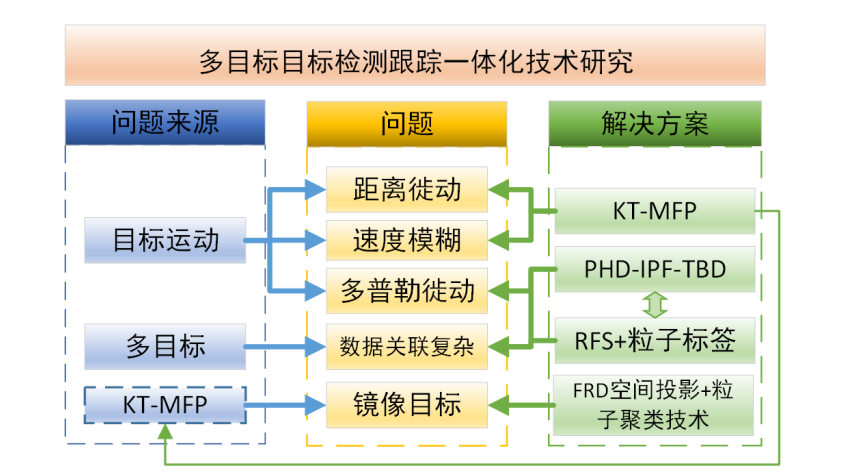 多目标目标检测跟踪一体化技术研究
问题来源
问题
解决方案
目标运动
多目标
KT-MFP
距离徙动
速度模糊
多普勒徙动
数据关联复杂
镜像目标
KT-MFP
PHD-IPF-TBD
RFS+粒子标签
FRD空间投影+粒
子聚类技术